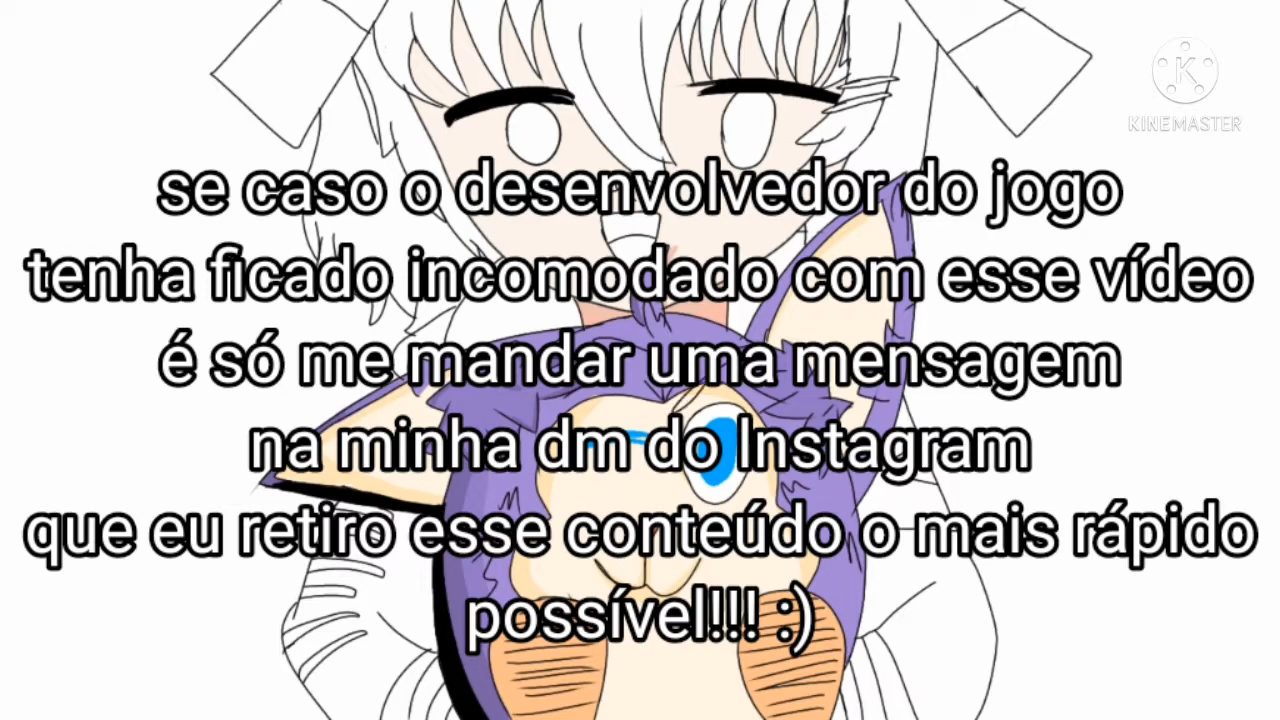 KINEMASTER
se caso o desenvolvedor do jogo
tenha ficado incomodado com esse vídeo
é só me mandar uma mensagem
na minha dm do Instagram
que eu retiro esse conteúdo o mais rápido
possível!!! :)